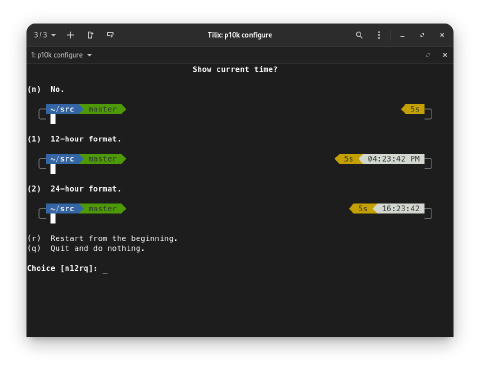 3 / 3
Tilix: p10k configure
1: p10k configure
Show current time?
(n) No.
~/src master 5s
(1) 12-hour format.
~/src master 5s 04:23:42 PM
(2) 24-hour format.
~/src master 5s 16:23:42
(r) Restart from the beginning.
(q) Quit and do nothing.
Choice [n12rq]: _